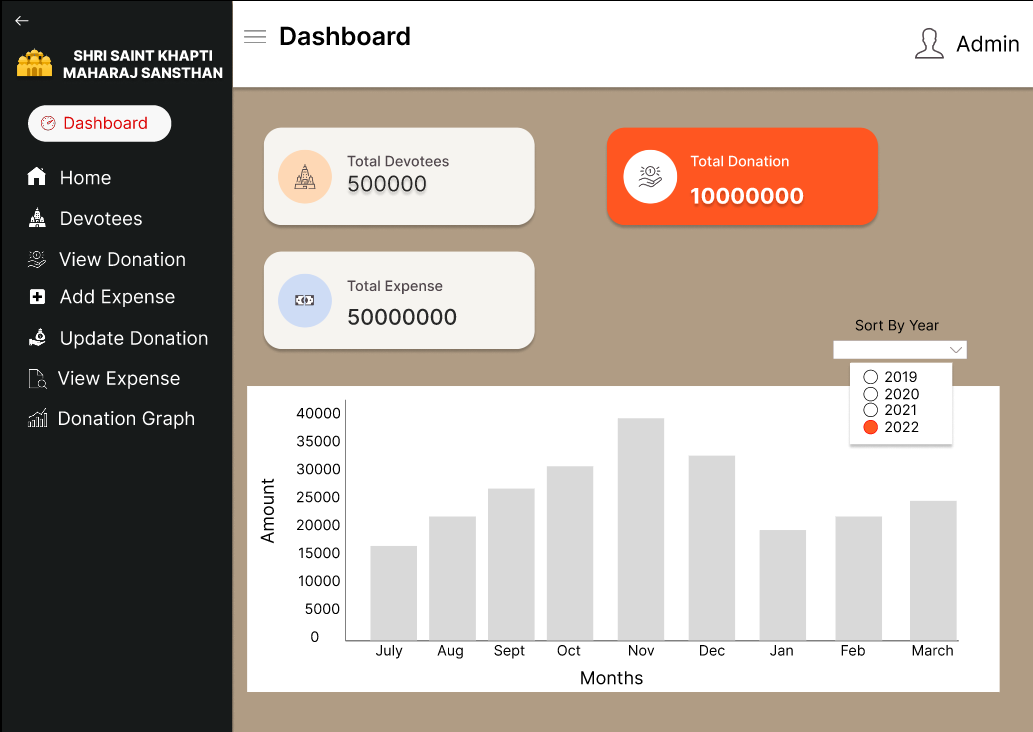 SHRI SAINT KHAPTI
MAHARAJ SANSTHAN
Dashboard
Home
Devotees
View Donation
Add Expense
Update Donation
View Expense
Donation Graph
Dashboard
Admin
Total Devotees
500000
Total Donation
10000000
Total Expense
50000000
Sort By Year
2019
2020
2021
2022
Amount
40000
35000
30000
25000
20000
15000
10000
5000
0
July Aug Sept Oct Nov Dec Jan Feb March
Months